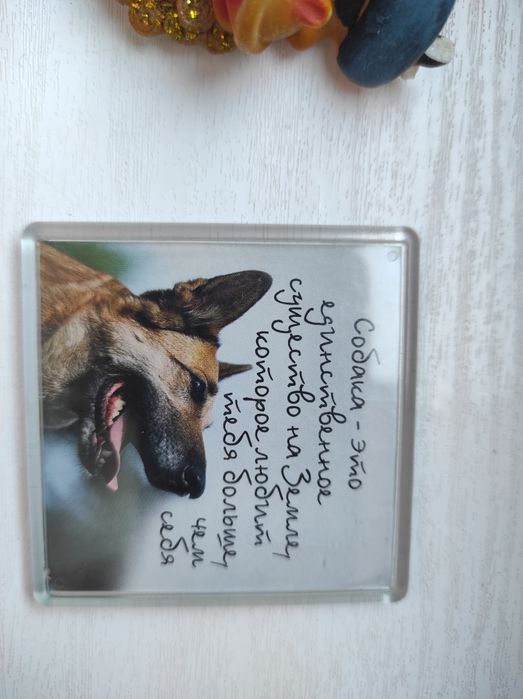 Собака - это
единственное
существо на Земле,
которое любит
тебя больше,
чем
себя